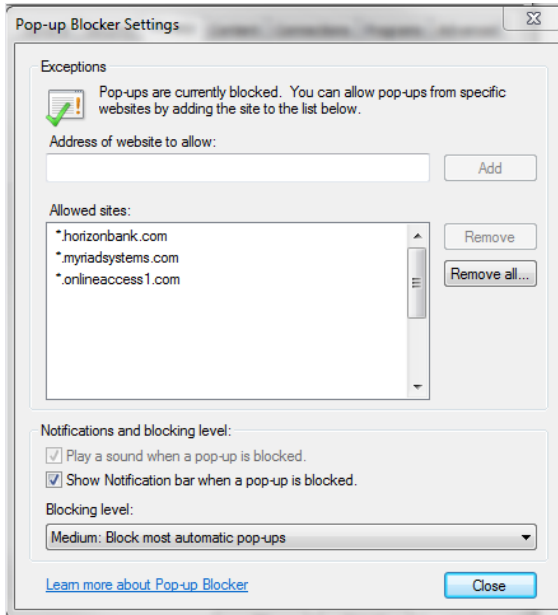 Pop-up Blocker Settings
Content Connections Programs Advanced
Exceptions
Pop-ups are currently blocked. You can allow pop-ups from specific
websites by adding the site to the list below.
Address of website to allow:
Add
Allowed sites:
*.horizonbank.com
*.myriadsystems.com
*.onlineaccess1.com
Remove
Remove all...
Notifications and blocking level:
Play a sound when a pop-up is blocked.
Show Notification bar when a pop-up is blocked.
Blocking level:
Medium: Block most automatic pop-ups
Learn more about Pop-up Blocker
Close